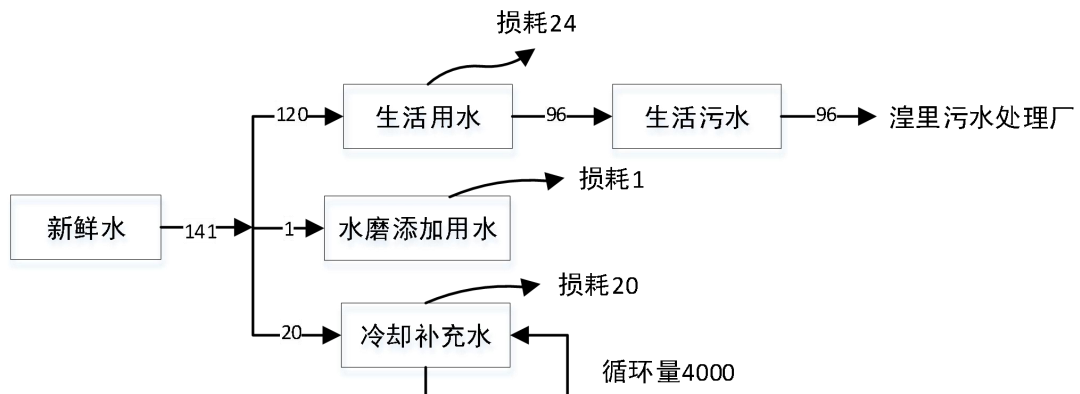 损耗24
120
生活用水
96
生活污水
96
湟里污水处理厂
损耗1
新鲜水
141
1
水磨添加用水
损耗20
20
冷却补充水
循环量4000